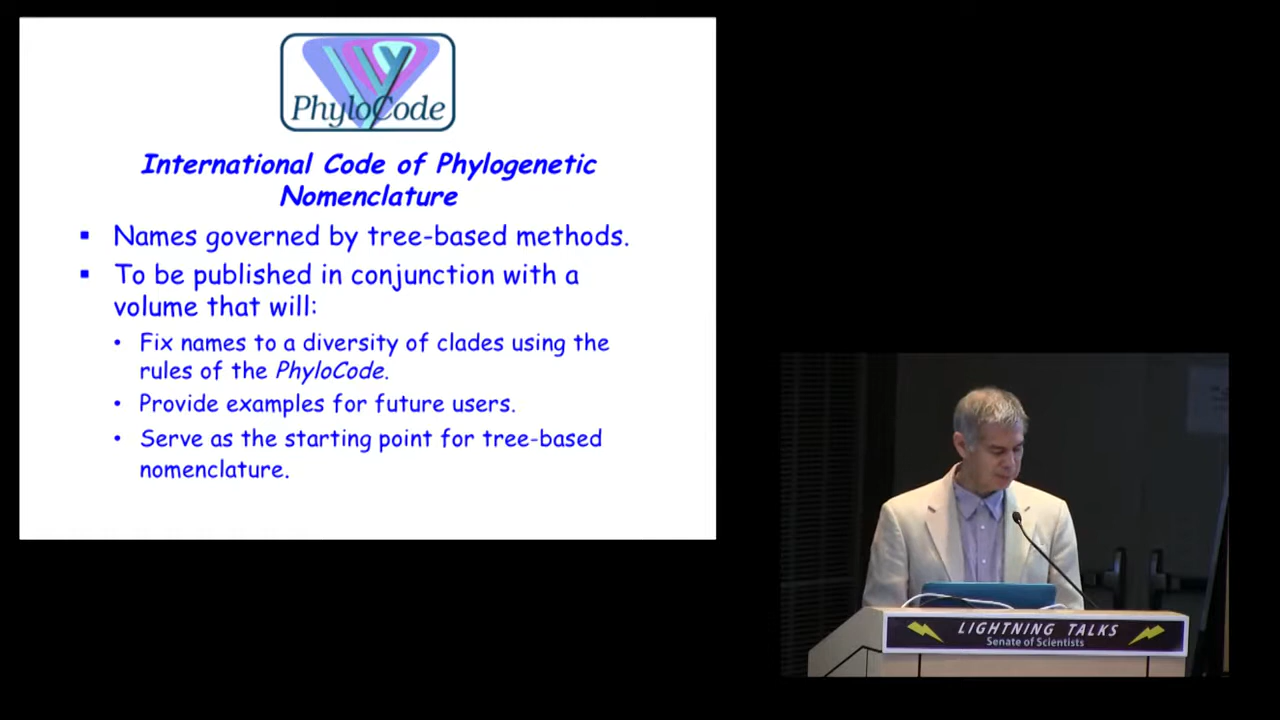 PhyloCode
International Code of Phylogenetic
Nomenclature
▪ Names governed by tree-based methods.
▪ To be published in conjunction with a
volume that will:
• Fix names to a diversity of clades using the
rules of the PhyloCode.
• Provide examples for future users.
• Serve as the starting point for tree-based
nomenclature.
LIGHTNING TALKS
Senate of Scientists